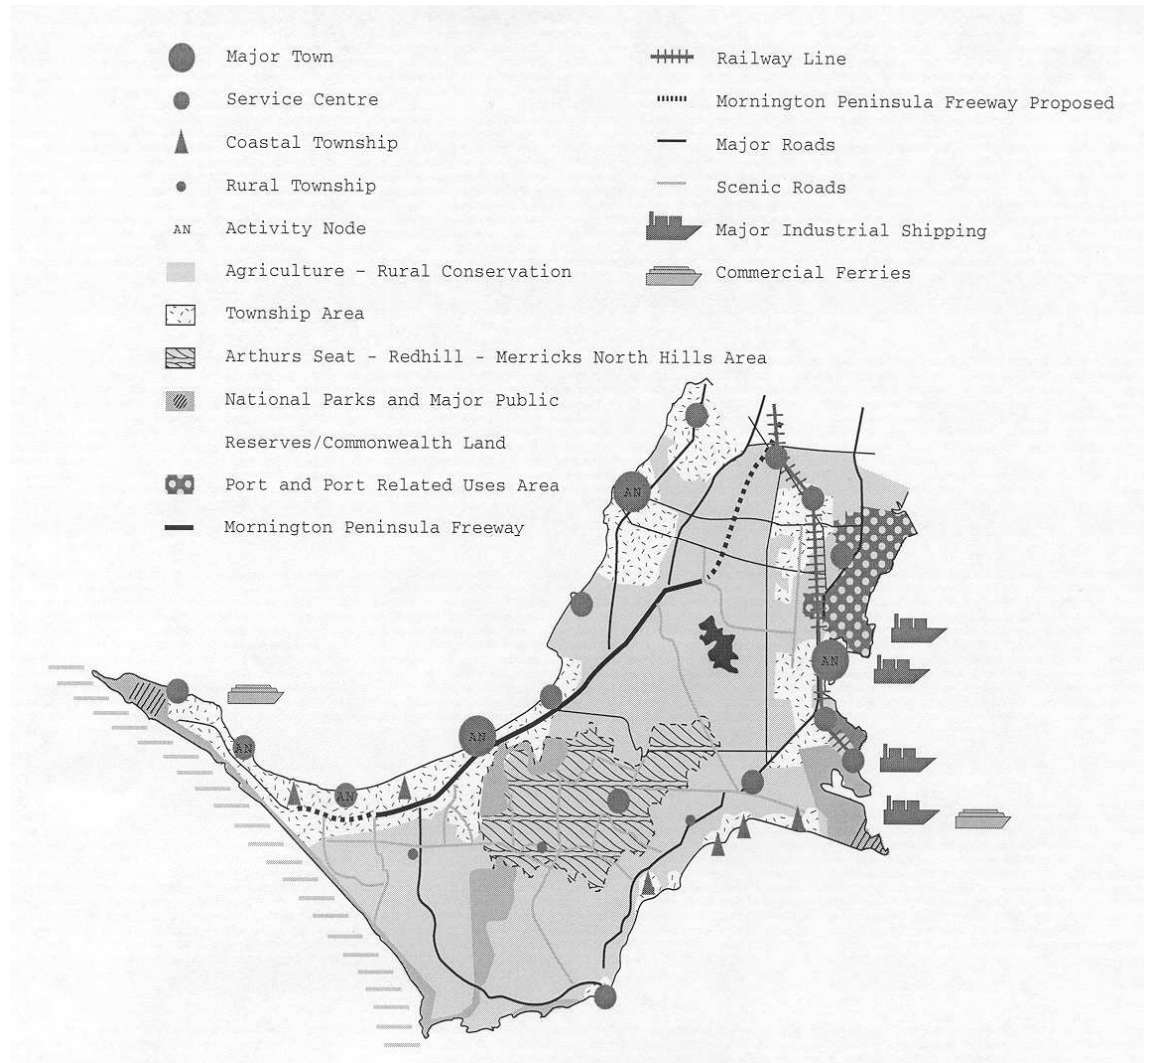 Major Town
Service Centre
Coastal Township
Rural Township
AN Activity Node
Agriculture - Rural Conservation
Township Area
Arthurs Seat - Redhill - Merricks North Hills Area
National Parks and Major Public
Reserves/Commonwealth Land
Port and Port Related Uses Area
Mornington Peninsula Freeway
Railway Line
Mornington Peninsula Freeway Proposed
Major Roads
Scenic Roads
Major Industrial Shipping
Commercial Ferries
AN
AN
AN
AN
AN